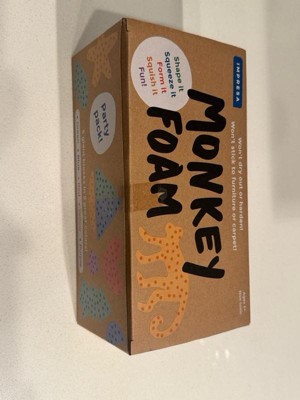 IMPRESA
Won't dry out or harden!
Won't stick to furniture or carpet!
MONKEY
FOAM
Shape it
Squeeze it
Form it
Squish it
Fun!
Party
pack!